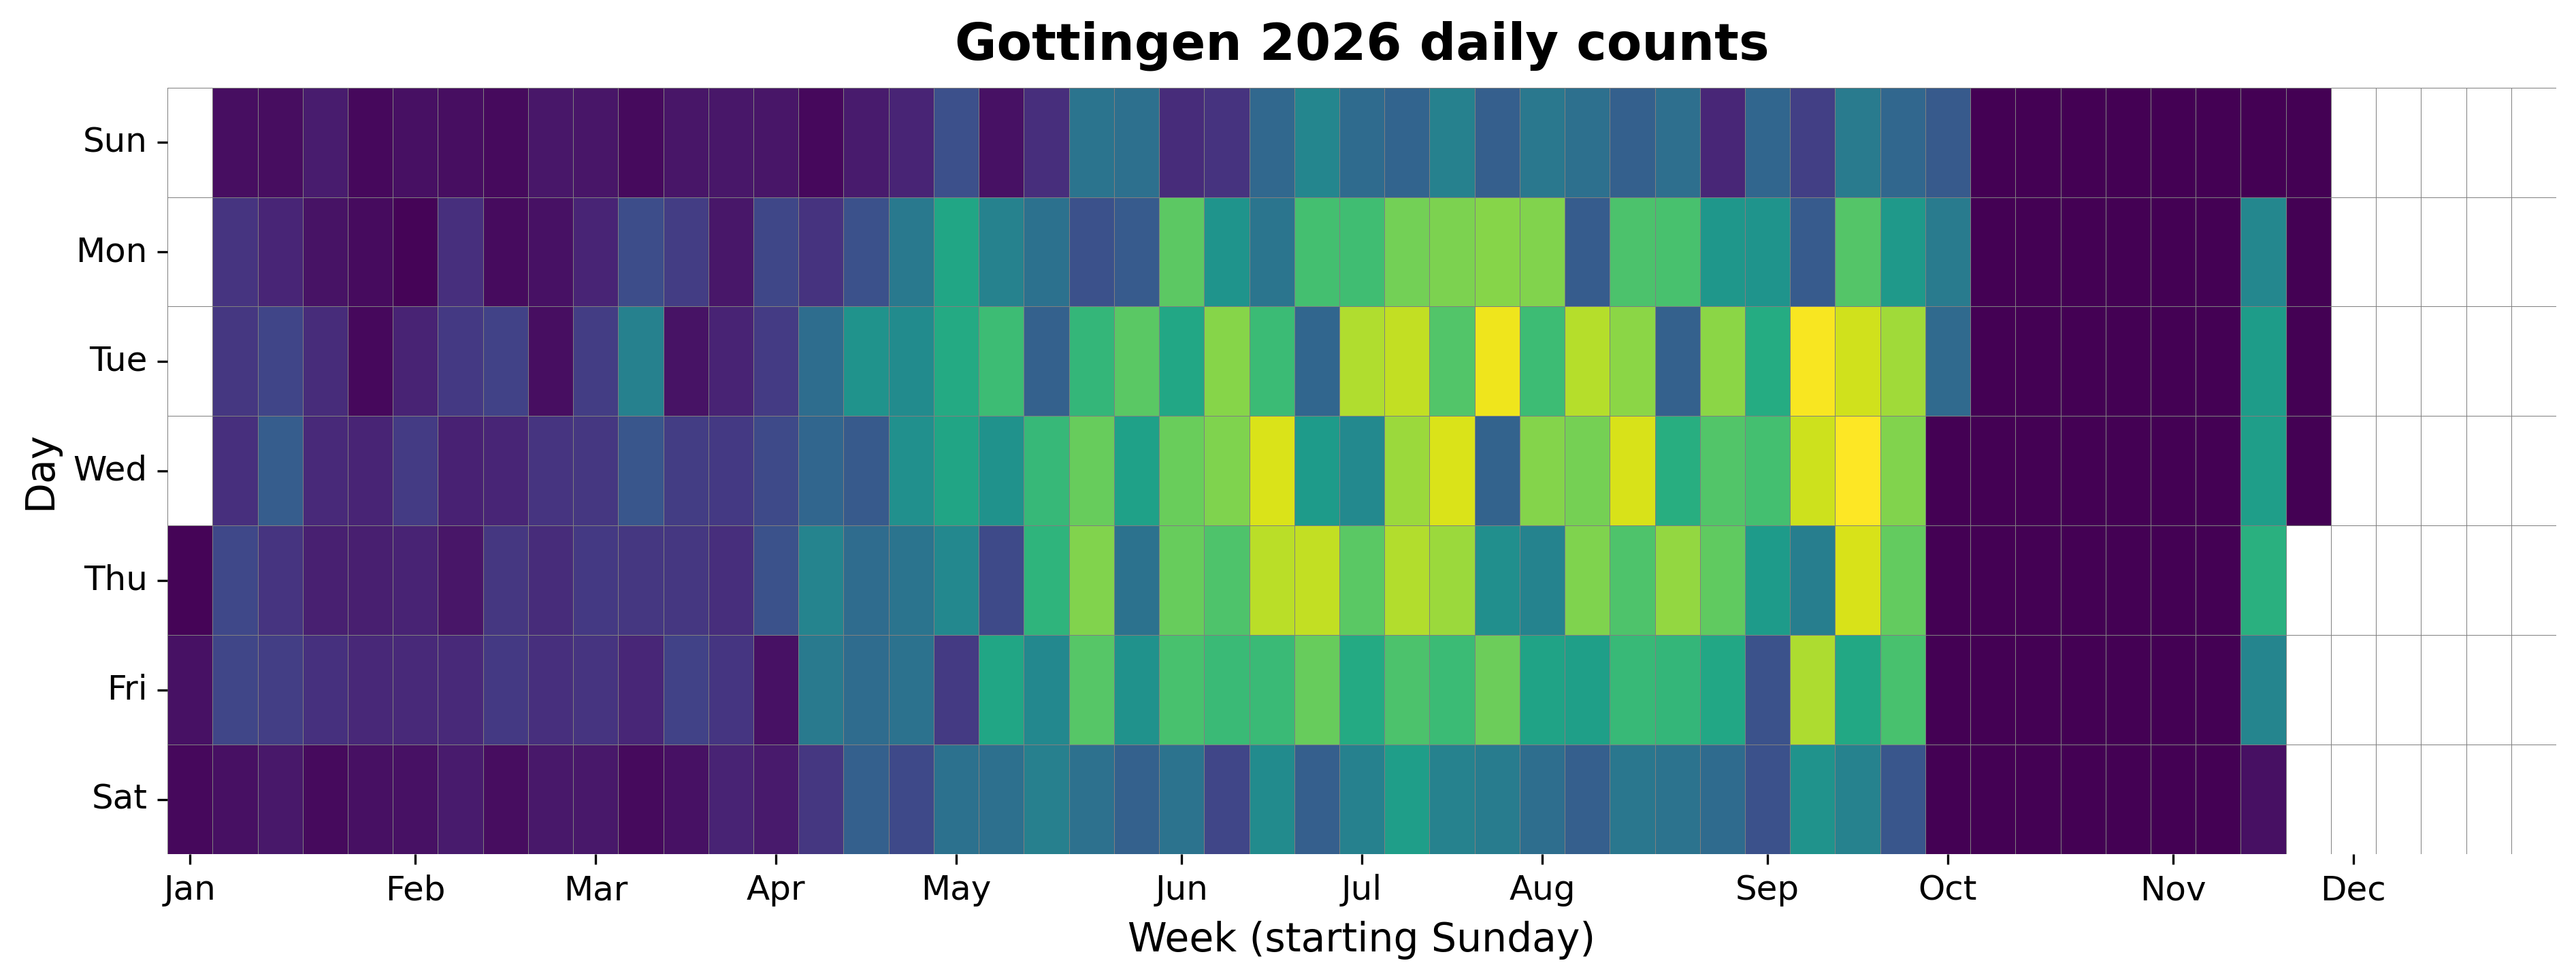 Gottingen 2026 daily counts
Sun
Mon
Tue
Wed
Thu
Fri
Sat
Day
Jan Feb Mar Apr May Jun Jul Aug Sep Oct Nov Dec
Week (starting Sunday)